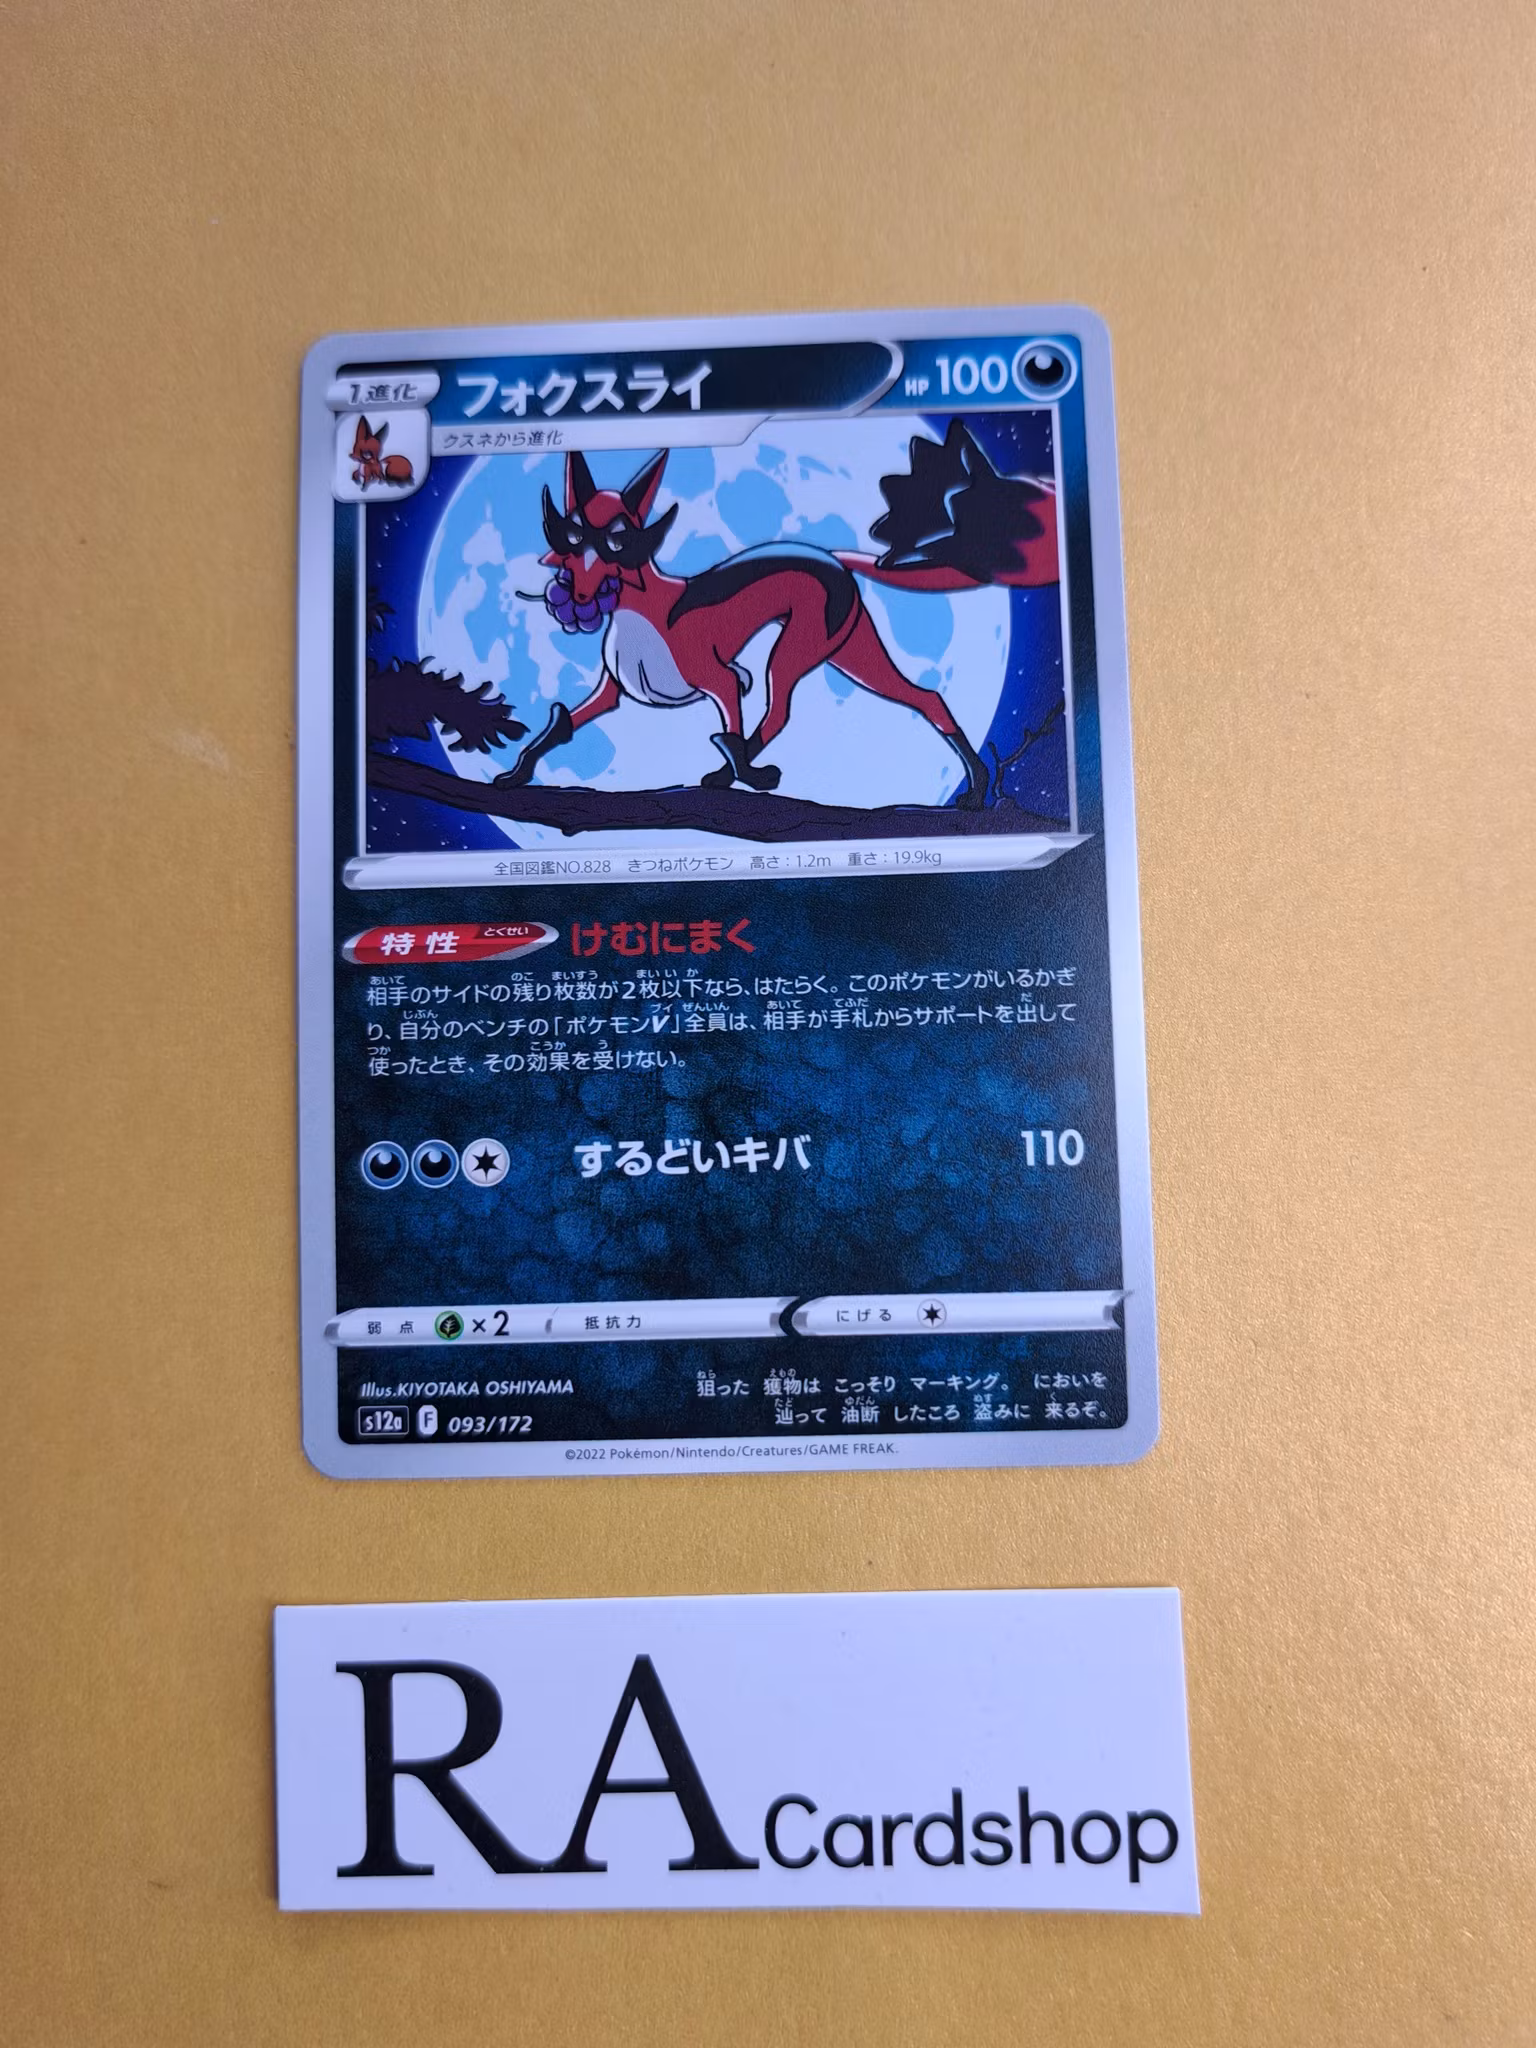 1進化 フォクスライ HP 100
クスネから進化
全国図鑑NO.828 きつねポケモン 高さ:1.2m 重さ:19.9kg
特性 とくせい けむにまく
相手のサイドの残り枚数が2枚以下なら、はたらく。このポケモンがいるかぎ
り、自分のベンチの「ポケモンV」全員は、相手が手札からサポートを出して
使ったとき、その効果を受けない。
するどいキバ 110
弱点 ×2 抵抗力 にげる
Illus.KIYOTAKA OSHIYAMA
狙った 獲物は こっそり マーキング。 においを
辿って 油断 したころ 盗みに 来るぞ。
s12a F 093/172
©2022 Pokémon/Nintendo/Creatures/GAME FREAK.
RA Cardshop